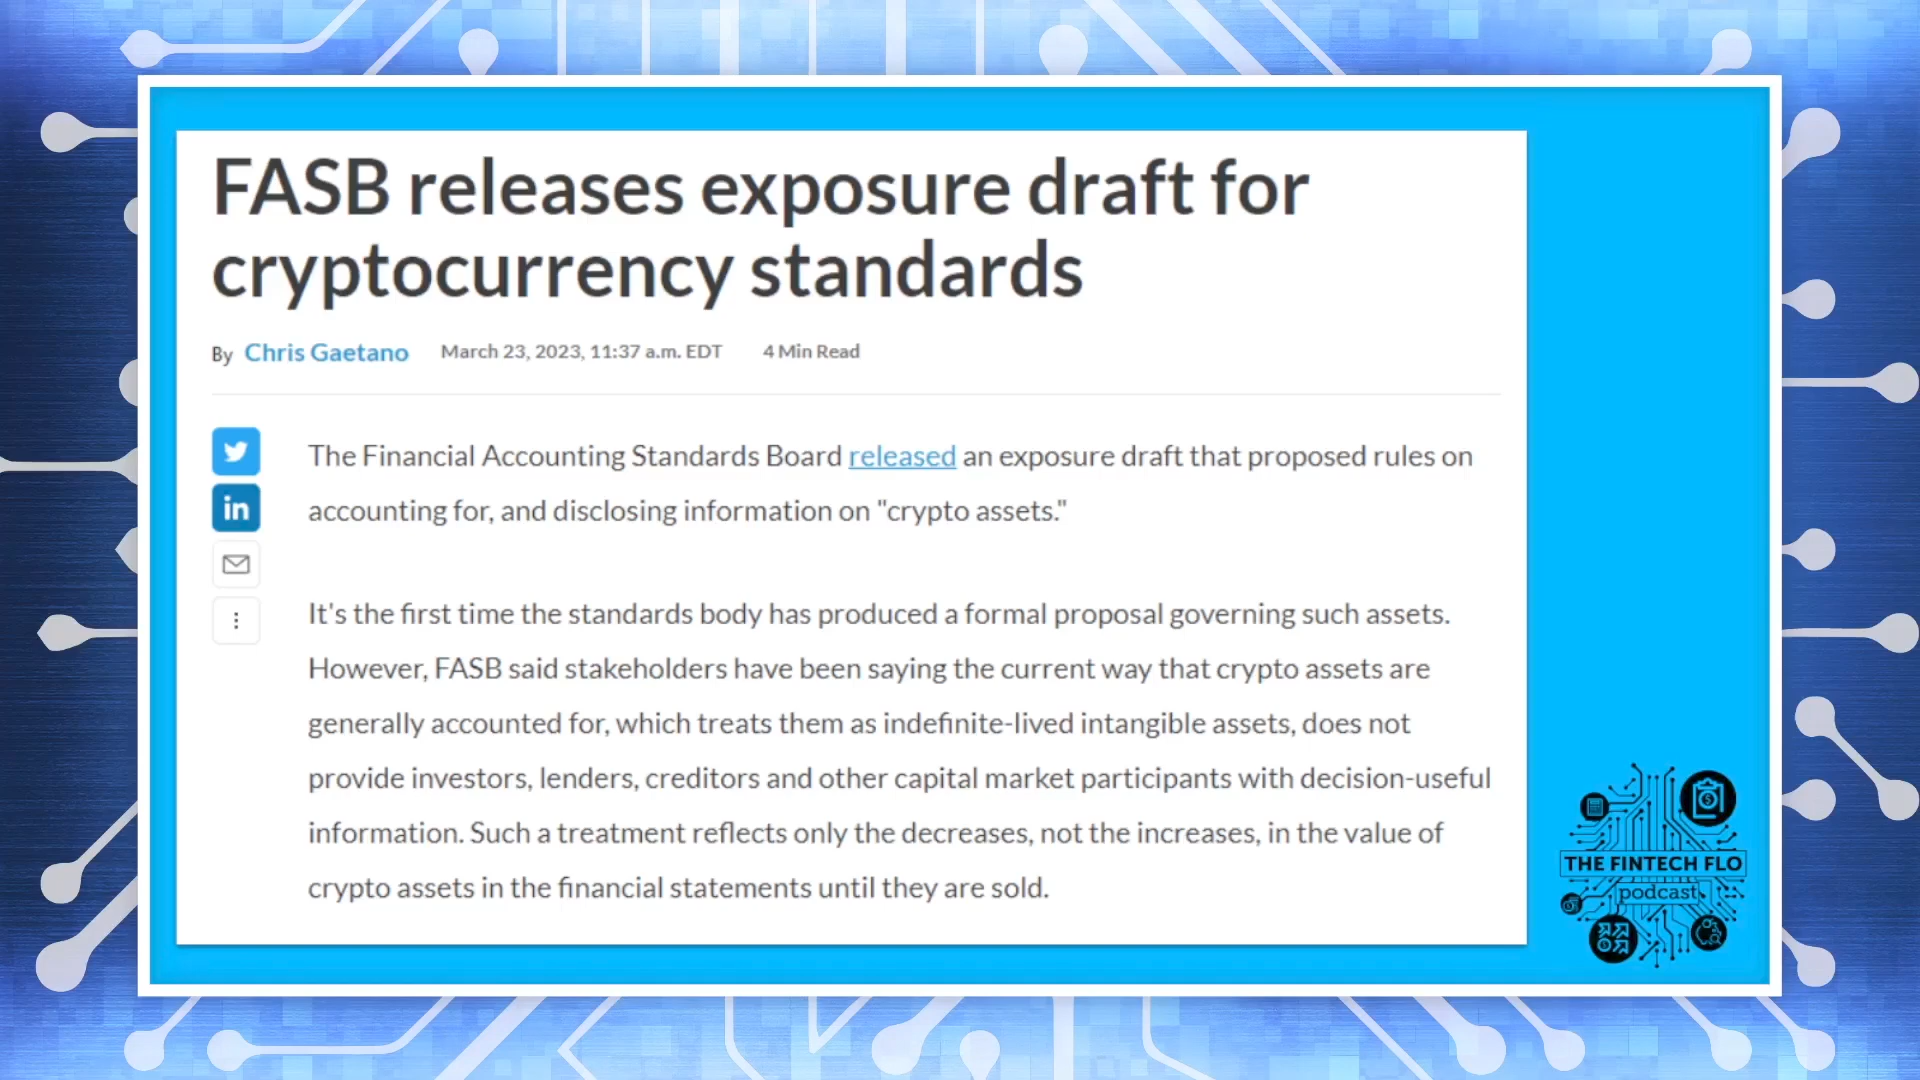 FASB releases exposure draft for
cryptocurrency standards
By Chris Gaetano March 23, 2023, 11:37 a.m. EDT 4 Min Read
The Financial Accounting Standards Board released an exposure draft that proposed rules on
accounting for, and disclosing information on "crypto assets."
in
It's the first time the standards body has produced a formal proposal governing such assets.
However, FASB said stakeholders have been saying the current way that crypto assets are
generally accounted for, which treats them as indefinite-lived intangible assets, does not
provide investors, lenders, creditors and other capital market participants with decision-useful
information. Such a treatment reflects only the decreases, not the increases, in the value of
crypto assets in the financial statements until they are sold.
THE FINTECH FLO
podcast